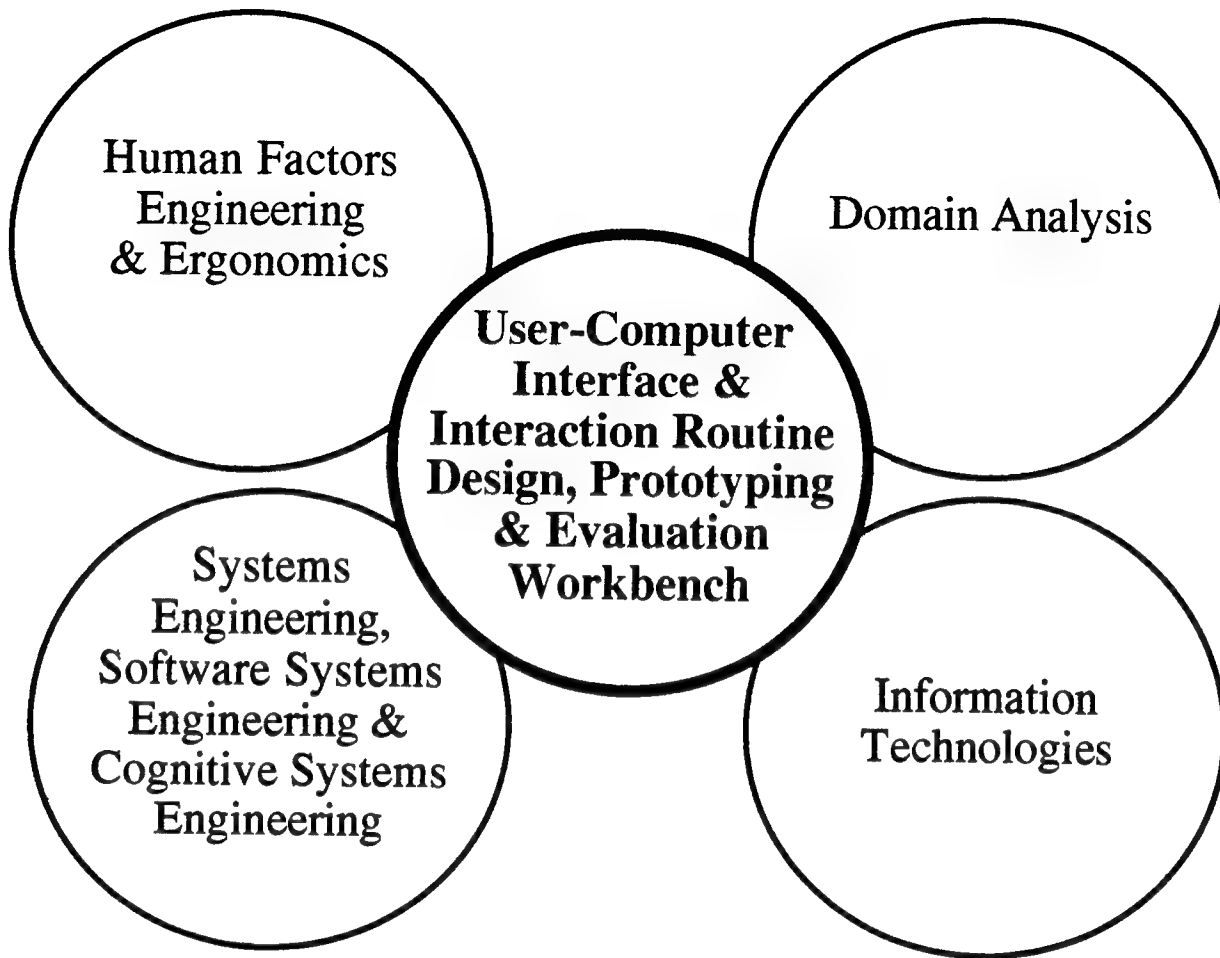 Human Factors
Engineering
& Ergonomics
Domain Analysis
User-Computer
Interface &
Interaction Routine
Design, Prototyping
& Evaluation
Workbench
Systems
Engineering,
Software Systems
Engineering &
Cognitive Systems
Engineering
Information
Technologies